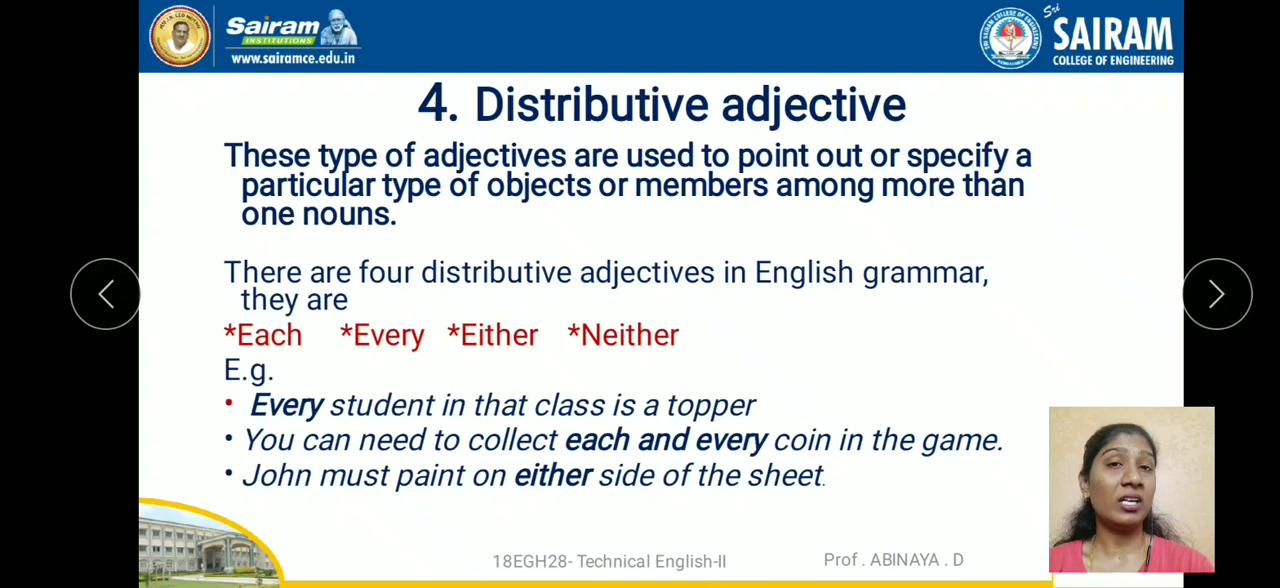 Sairam
INSTITUTIONS
www.sairamce.edu.in
Sri
SAIRAM
COLLEGE OF ENGINEERING
4. Distributive adjective
These type of adjectives are used to point out or specify a
particular type of objects or members among more than
one nouns.
There are four distributive adjectives in English grammar,
they are
*Each *Every *Either *Neither
E.g.
• Every student in that class is a topper
• You can need to collect each and every coin in the game.
• John must paint on either side of the sheet.
18EGH28- Technical English-II
Prof . ABINAYA . D